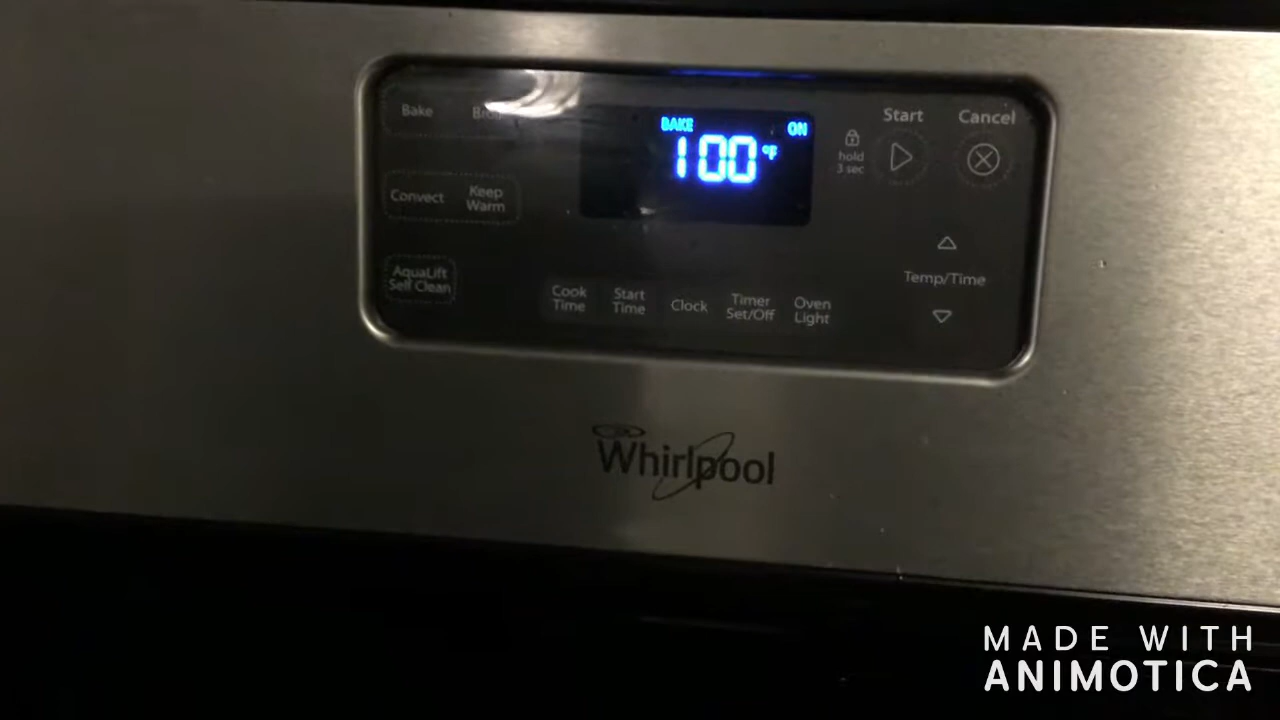 Bake
Broil
BAKE ON
100 °F
Start
Cancel
hold
3 sec
Convect
Keep
Warm
AquaLift
Self Clean
Temp/Time
Cook
Time
Start
Time
Clock
Timer
Set/Off
Oven
Light
Whirlpool
MADE WITH
ANIMOTICA